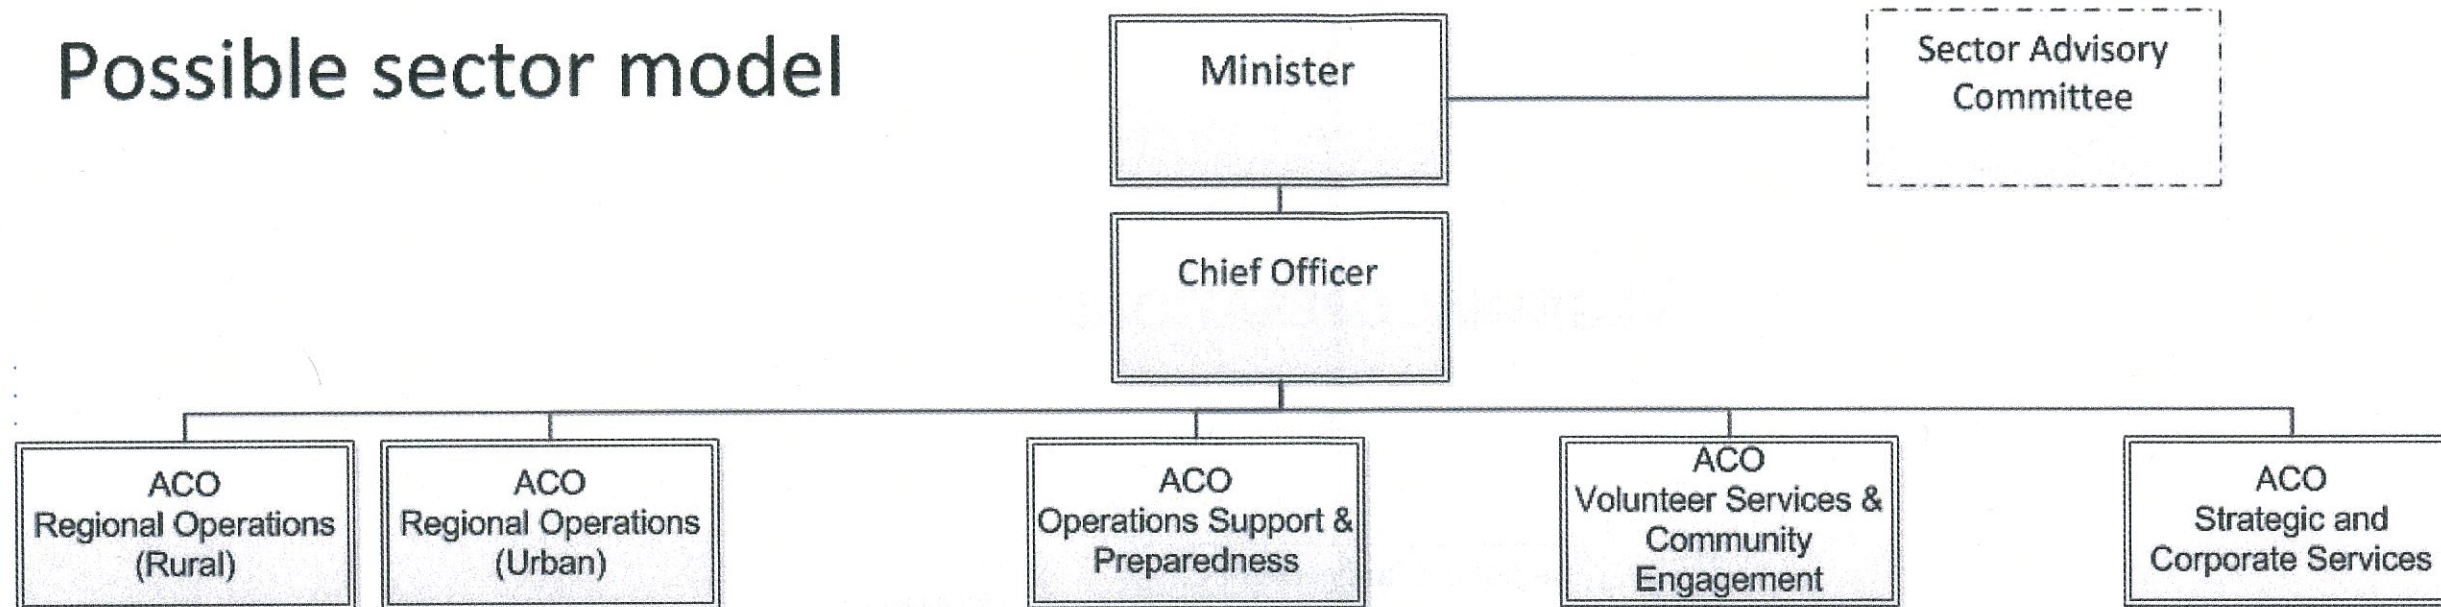 Possible sector model
Minister
Sector Advisory
Committee
Chief Officer
ACO
Regional Operations
(Rural)
ACO
Regional Operations
(Urban)
ACO
Operations Support &
Preparedness
ACO
Volunteer Services &
Community
Engagement
ACO
Strategic and
Corporate Services